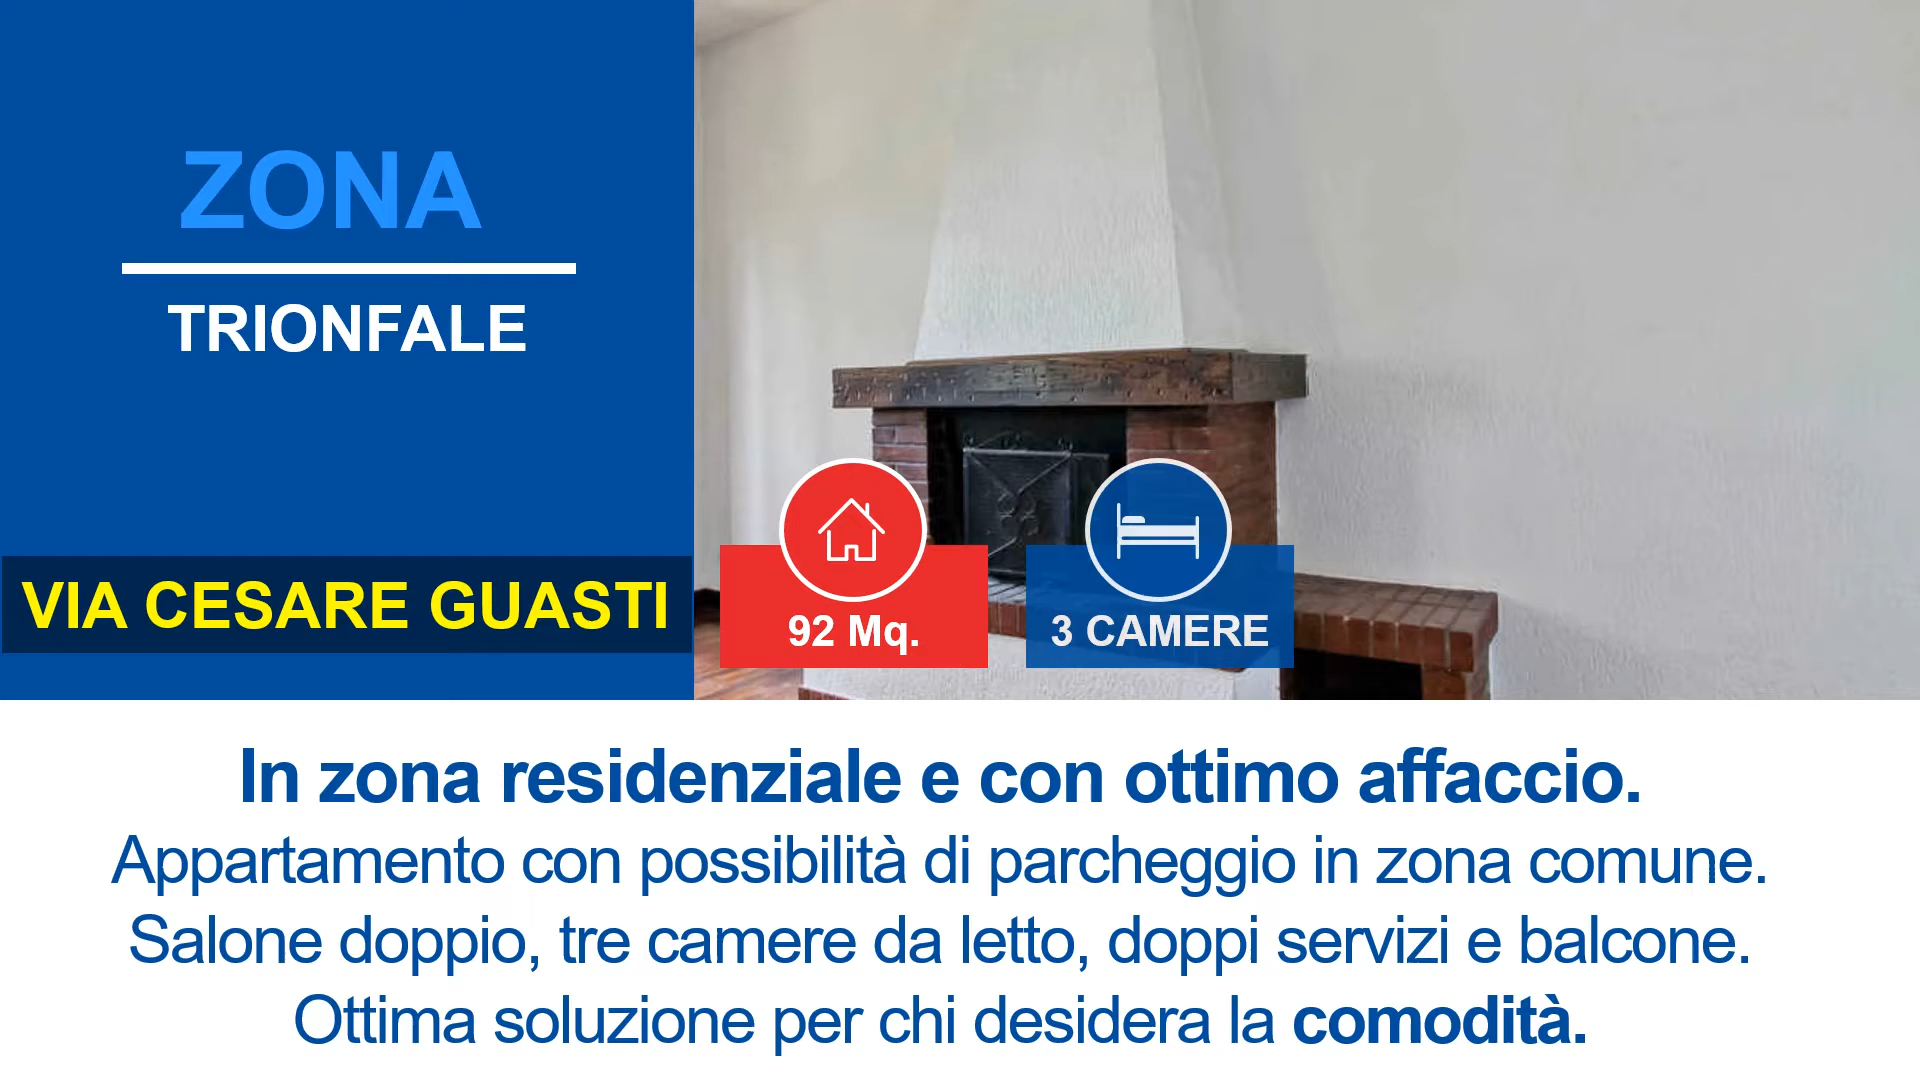 ZONA
TRIONFALE
VIA CESARE GUASTI
92 Mq.
3 CAMERE
In zona residenziale e con ottimo affaccio.
Appartamento con possibilità di parcheggio in zona comune.
Salone doppio, tre camere da letto, doppi servizi e balcone.
Ottima soluzione per chi desidera la comodità.